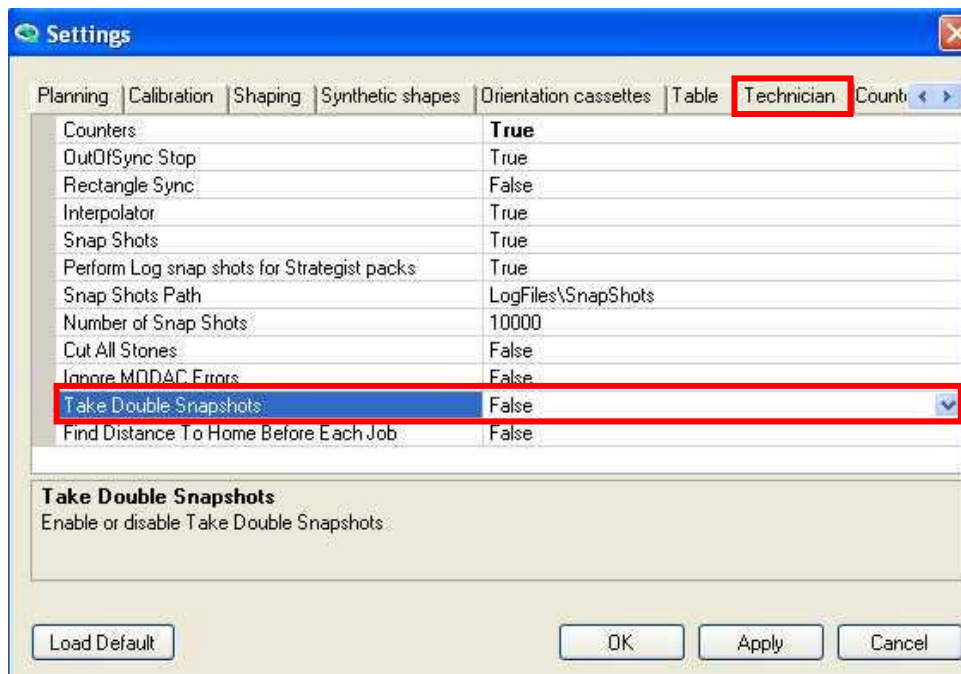 Settings
Planning Calibration Shaping Synthetic shapes Orientation cassettes Table Technician Counte
Counters True
OutOfSync Stop True
Rectangle Sync False
Interpolator True
Snap Shots True
Perform Log snap shots for Strategist packs True
Snap Shots Path LogFiles\SnapShots
Number of Snap Shots 10000
Cut All Stones False
Ignore MODAC Errors False
Take Double Snapshots False
Find Distance To Home Before Each Job False
Take Double Snapshots
Enable or disable Take Double Snapshots
Load Default OK Apply Cancel